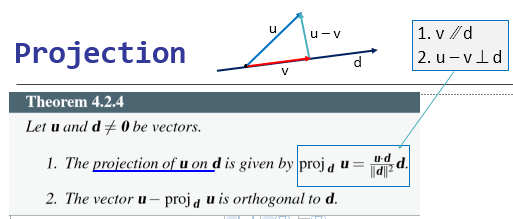 Projection
u
u – v
v
d
1. v ∥ d
2. u – v ⊥ d
Theorem 4.2.4
Let u and d ≠ 0 be vectors.
1. The projection of u on d is given by proj_d u = u·d/‖d‖² d.
2. The vector u − proj_d u is orthogonal to d.